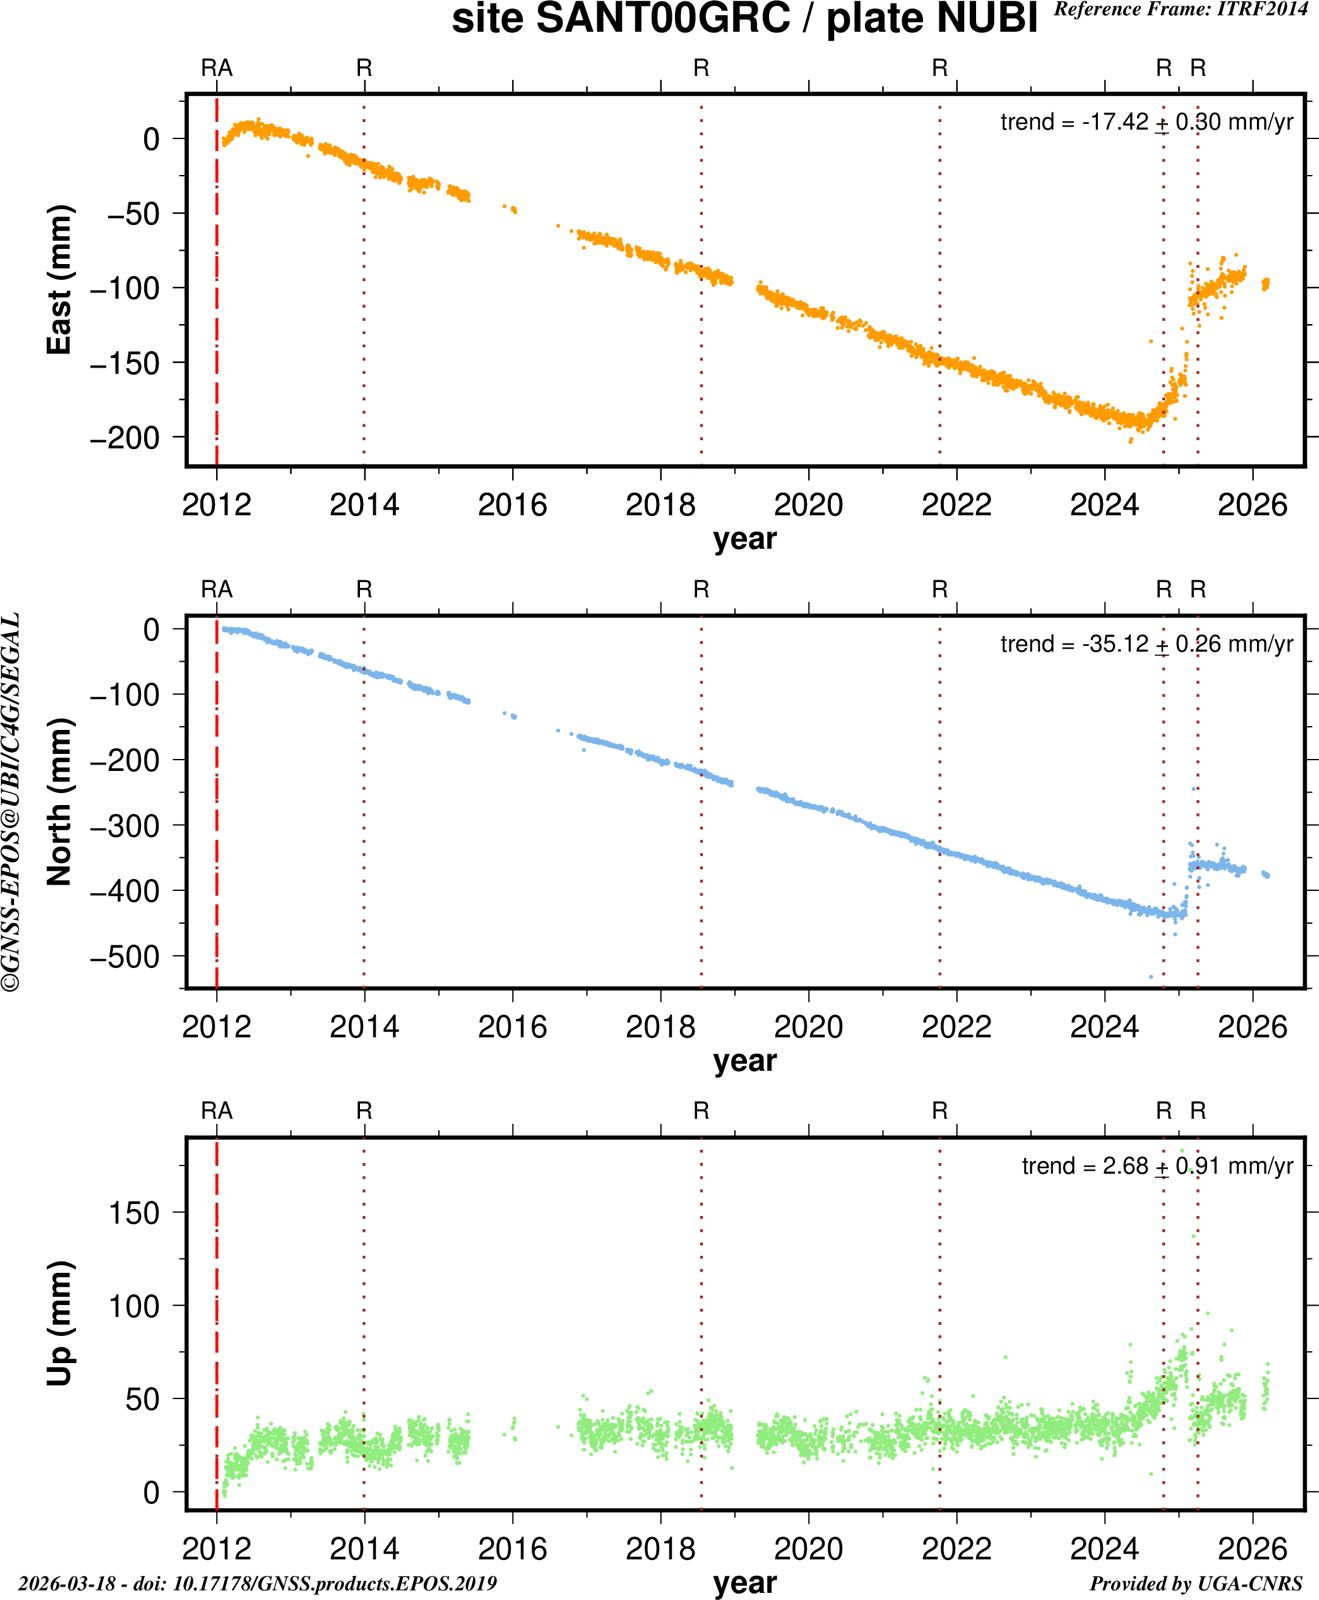 site SANT00GRC / plate NUBI
Reference Frame: ITRF2014
RA R R R R R
trend = -17.42 ± 0.30 mm/yr
East (mm)
0
−50
−100
−150
−200
2012 2014 2016 2018 2020 2022 2024 2026
year
RA R R R R R
trend = -35.12 ± 0.26 mm/yr
North (mm)
0
−100
−200
−300
−400
−500
2012 2014 2016 2018 2020 2022 2024 2026
year
©GNSS-EPOS@UBI/C4G/SEGAL
RA R R R R R
trend = 2.68 ± 0.91 mm/yr
Up (mm)
150
100
50
0
2012 2014 2016 2018 2020 2022 2024 2026
year
2026-03-18 - doi: 10.17178/GNSS.products.EPOS.2019
Provided by UGA-CNRS